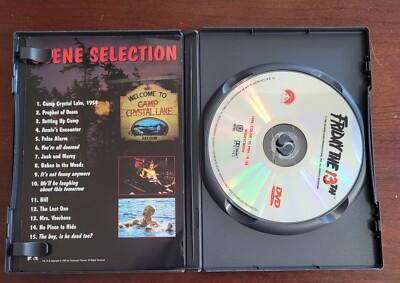 SCENE SELECTION
WELCOME TO
CAMP
CRYSTAL LAKE
1. Camp Crystal Lake, 1958
2. Prophet of Doom
3. Setting Up Camp
4. Annie's Encounter
5. False Alarm
6. You're all doomed
7. Jack and Marcy
8. Babes in the Woods
9. It's not funny anymore
10. We'll be laughing
about this tomorrow
11. Bill
12. The Last One
13. Mrs. Voorhees
14. No Place to Hide
15. The boy, is he dead too?
FRIDAY THE 13TH
DVD